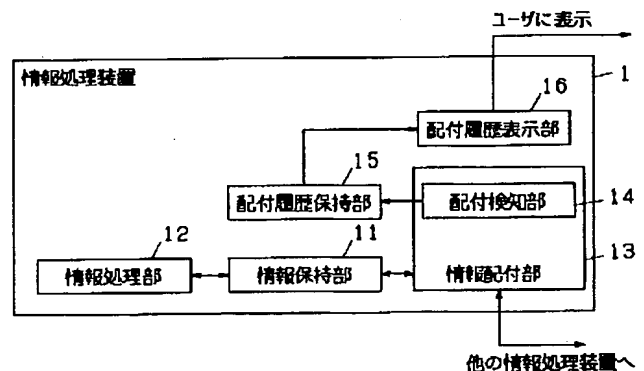 ユーザに表示
情報処理装置
1
16
配付履歴表示部
15
配付履歴保持部
配付検知部
14
12
11
13
情報処理部
情報保持部
情報配付部
他の情報処理装置へ